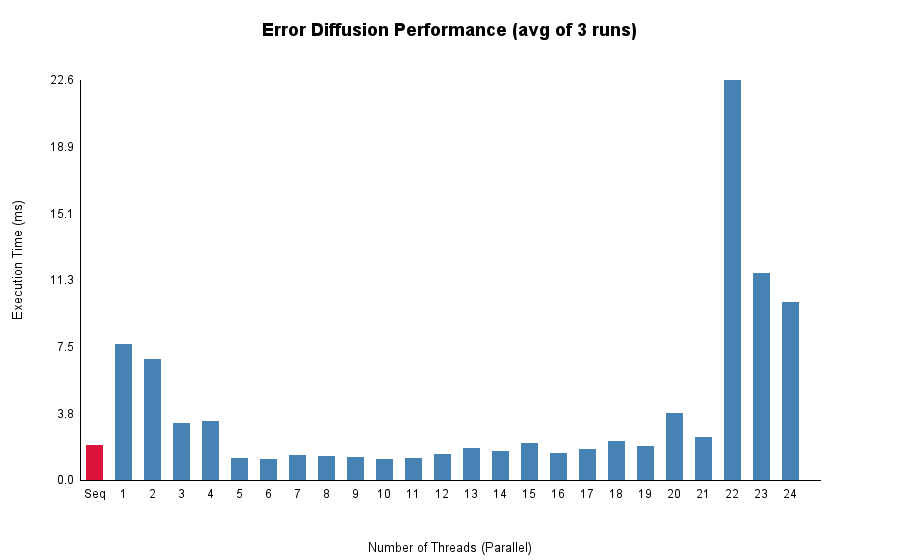 Error Diffusion Performance (avg of 3 runs)
22.6
18.9
15.1
11.3
7.5
3.8
0.0
Execution Time (ms)
Seq 1 2 3 4 5 6 7 8 9 10 11 12 13 14 15 16 17 18 19 20 21 22 23 24
Number of Threads (Parallel)